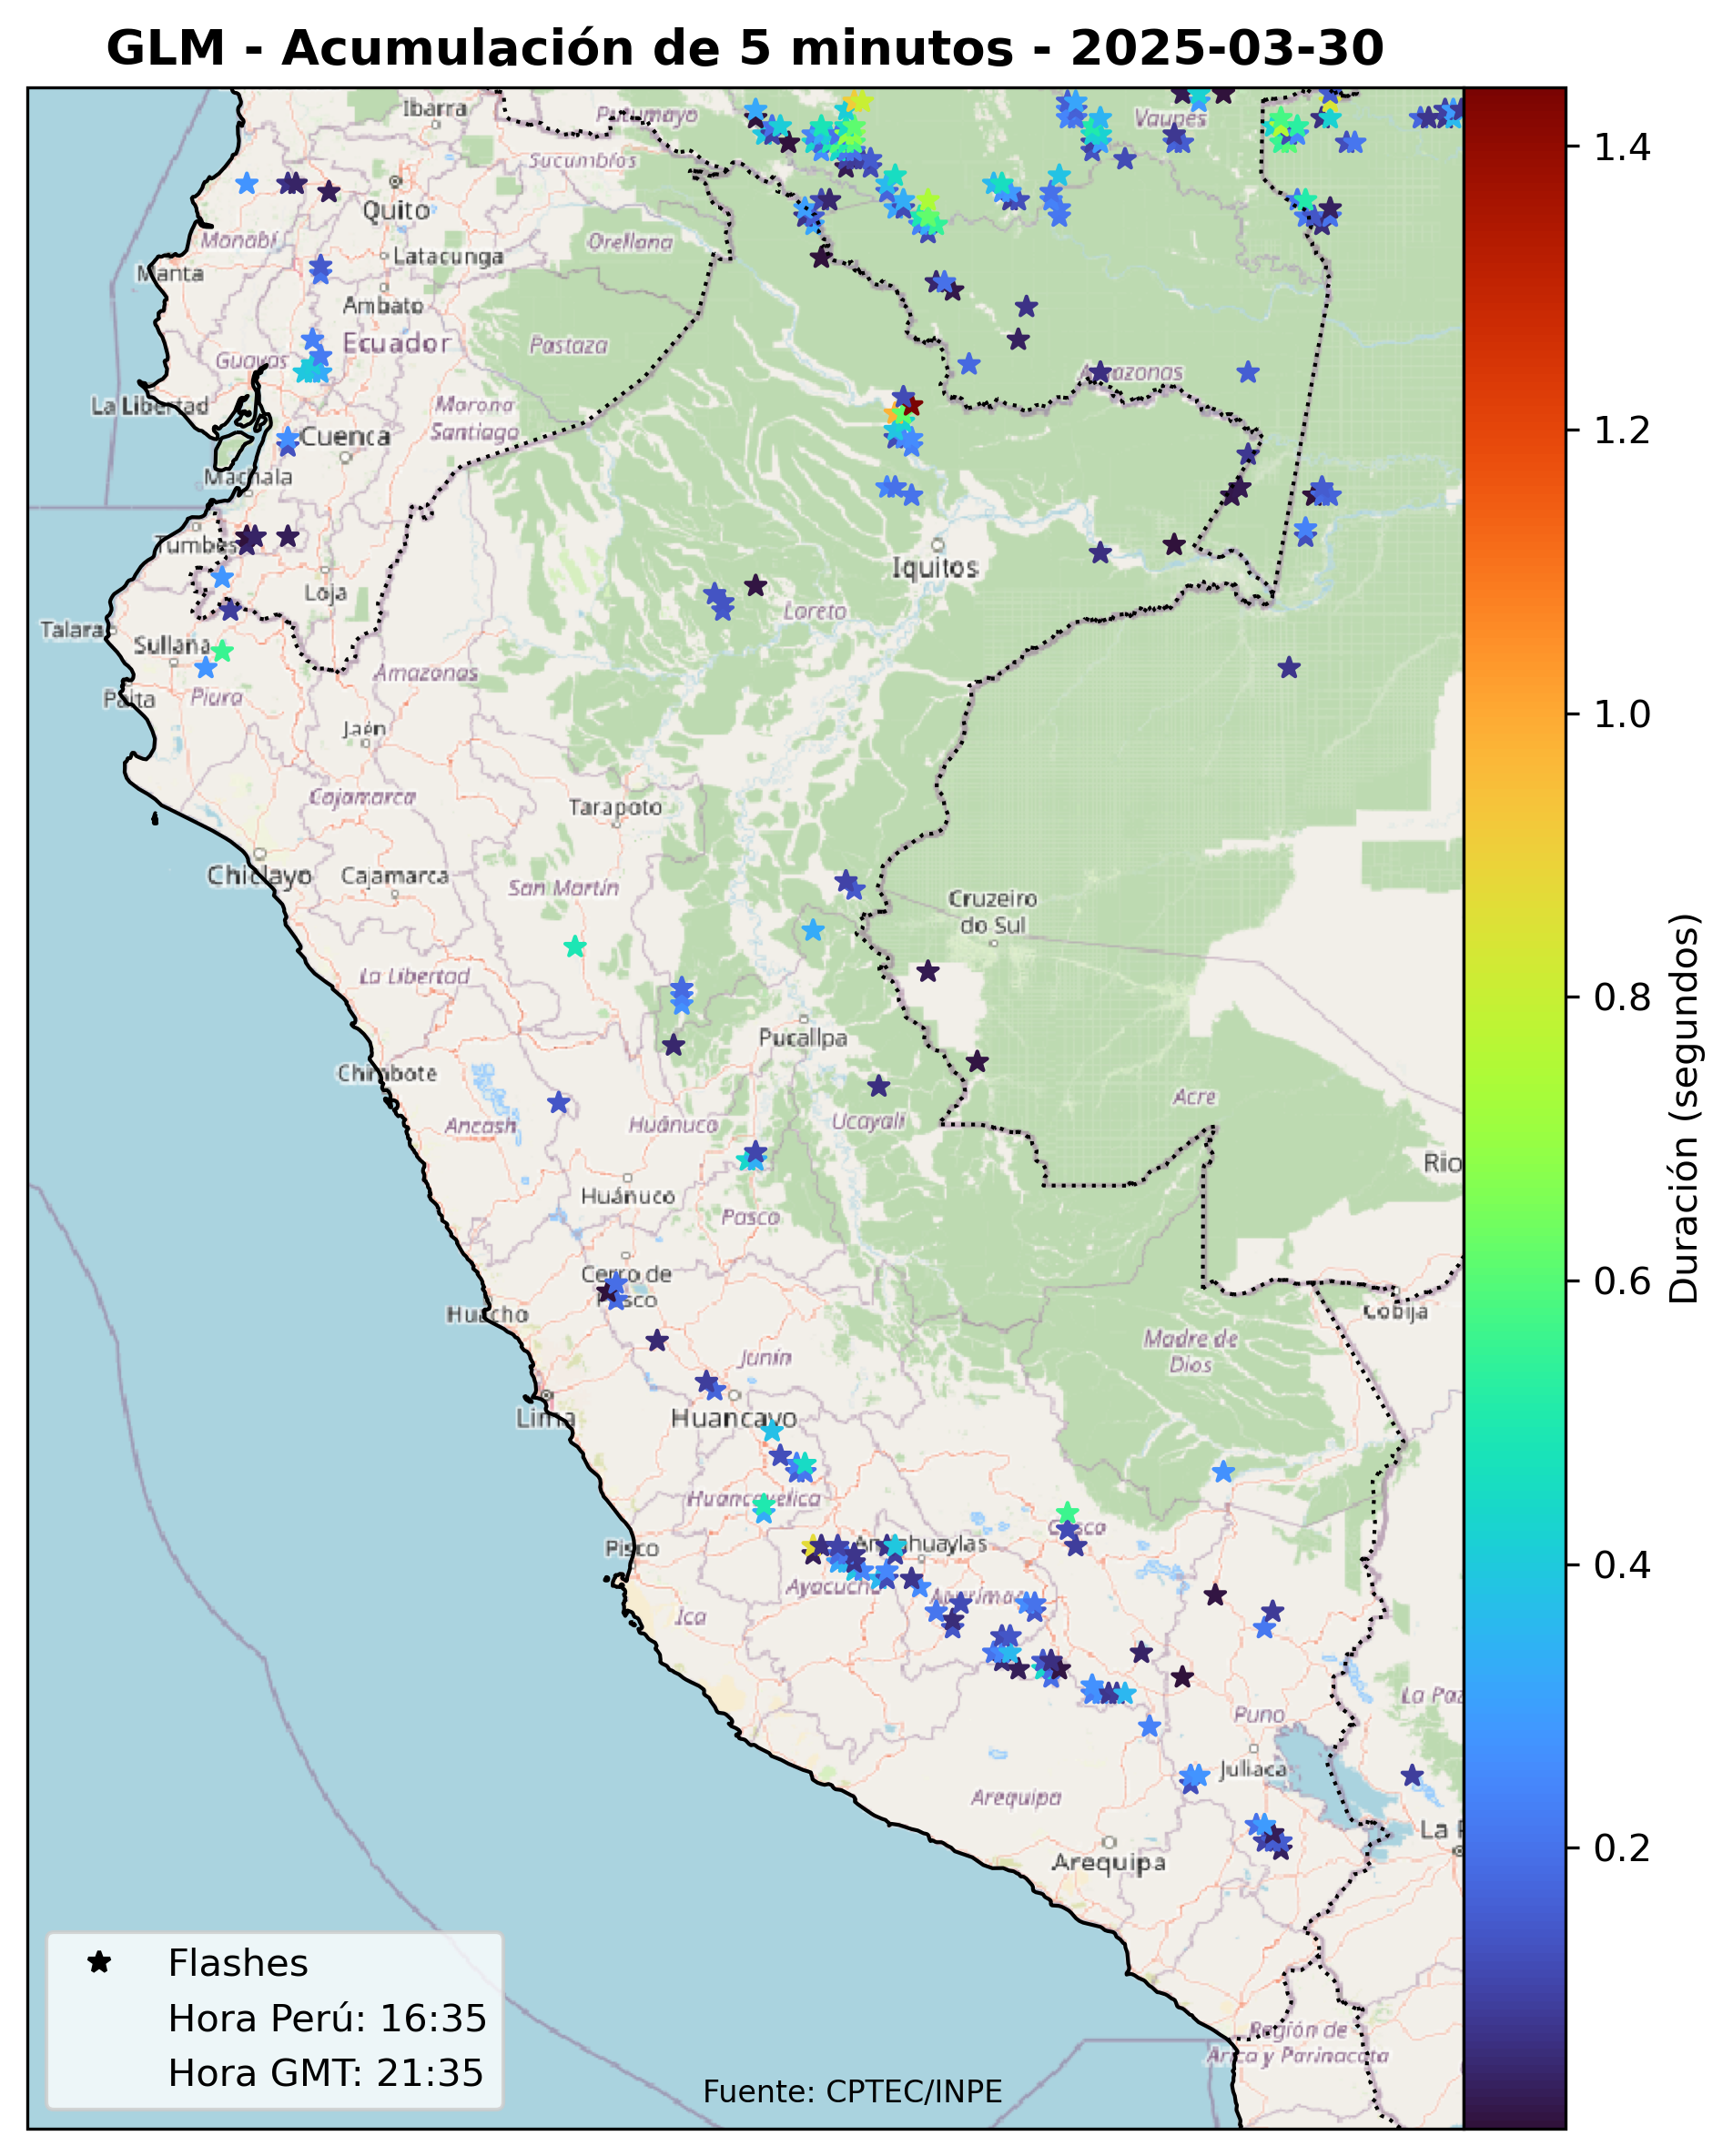 GLM - Acumulación de 5 minutos - 2025-03-30
Ibarra
Putumayo
Vaupés
Sucumbíos
Quito
Manabí
Orellana
Latacunga
Manta
Ambato
Ecuador
Pastaza
Guayas
Amazonas
La Libertad
Morona
Santiago
Cuenca
Machala
Tumbes
Iquitos
Loja
Loreto
Talara
Sullana
Amazonas
Paita
Piura
Jaén
Cajamarca
Tarapoto
Chiclayo
Cajamarca
San Martín
Cruzeiro
do Sul
La Libertad
Pucallpa
Chimbote
Acre
Ancash
Huánuco
Ucayali
Rio
Huánuco
Pasco
Cerro de
Pasco
Huacho
Cobija
Madre de
Dios
Junín
Lima
Huancayo
Huancavelica
Cusco
Pisco
Andahuaylas
Ayacucho
Apurímac
Ica
La Paz
Puno
Juliaca
Arequipa
La P
Arequipa
Región de
Arica y Parinacota
Flashes
Hora Perú: 16:35
Hora GMT: 21:35
Fuente: CPTEC/INPE
1.4
1.2
1.0
0.8
0.6
0.4
0.2
Duración (segundos)